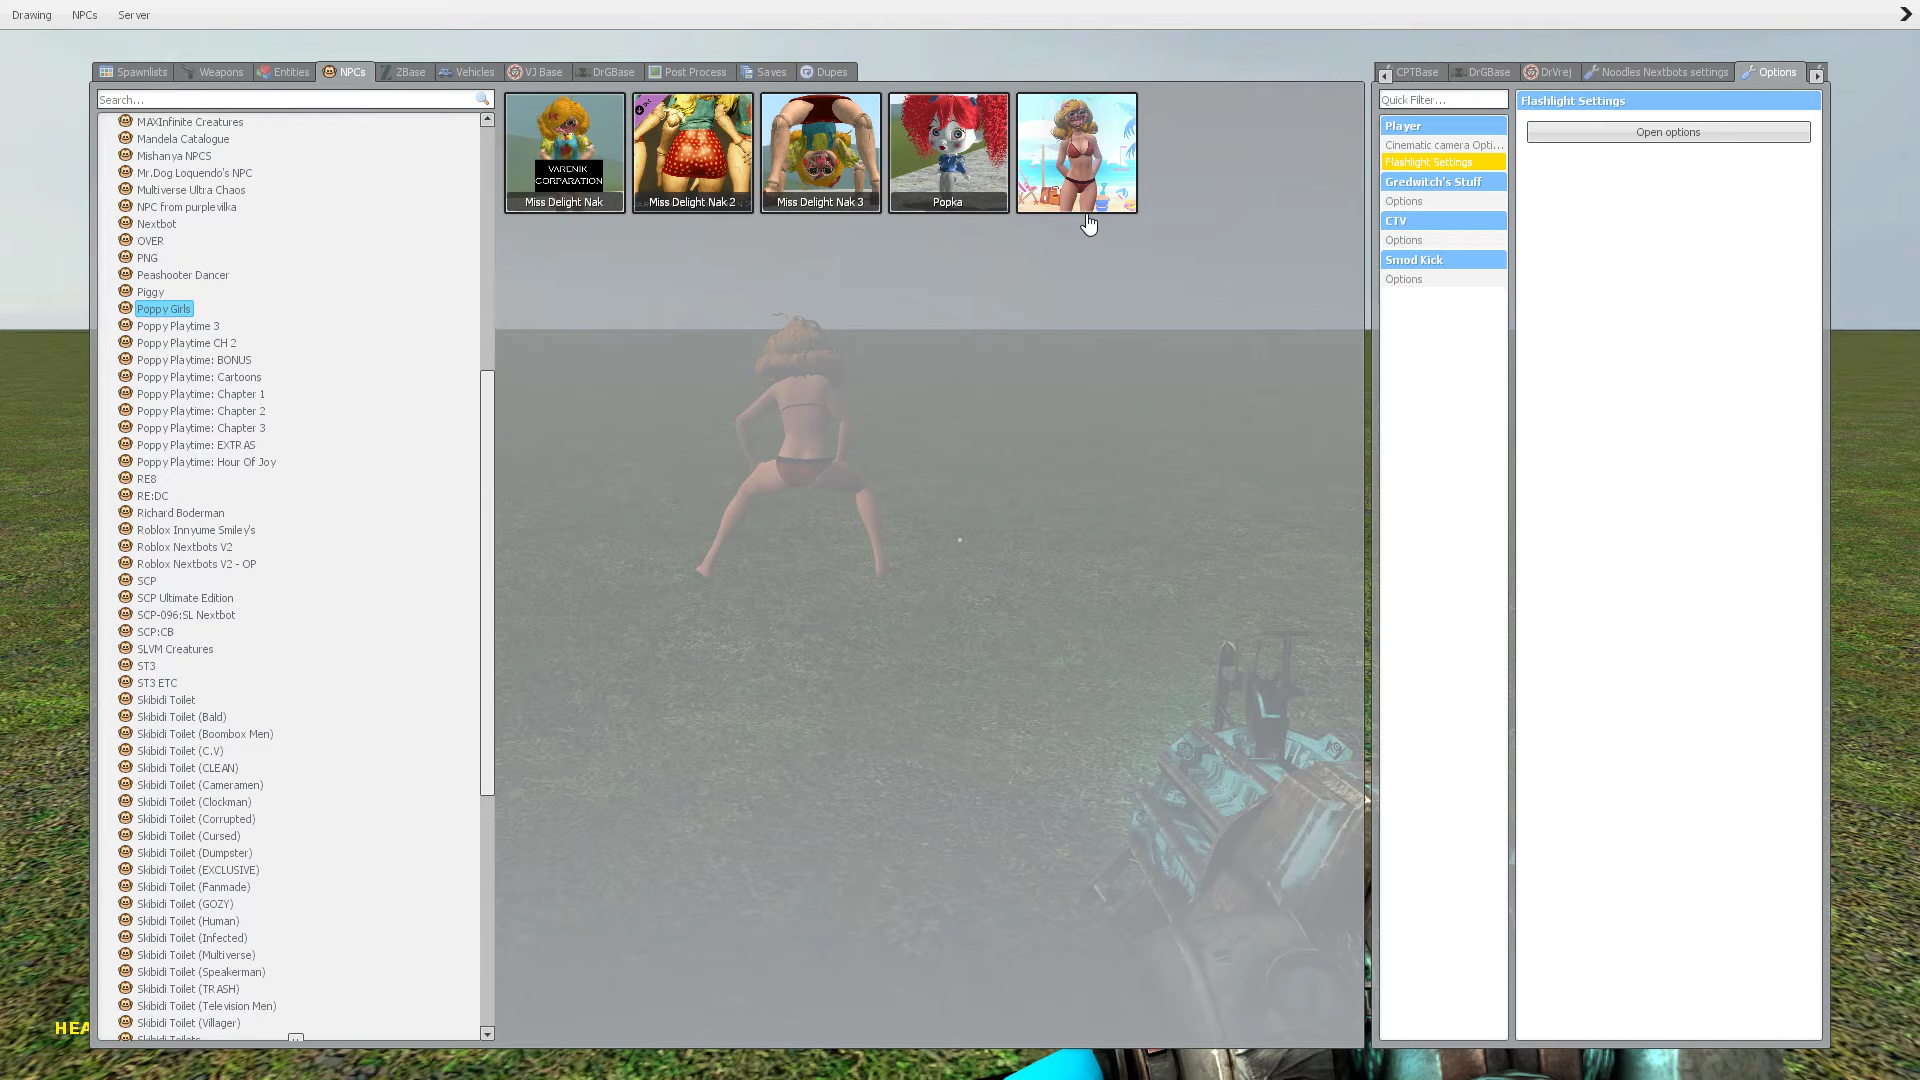 Drawing NPCs Server
Spawnlists Weapons Entities NPCs ZBase Vehicles VJ Base DrGBase Post Process Saves Dupes
CPTBase DrGBase DrVrej Noodles Nextbots settings Options
Search...
MAXInfinite Creatures
Mandela Catalogue
Mishanya NPCS
Mr.Dog Loquendo's NPC
Multiverse Ultra Chaos
NPC from purplevilka
Nextbot
OVER
PNG
Peashooter Dancer
Piggy
Poppy Girls
Poppy Playtime 3
Poppy Playtime CH 2
Poppy Playtime: BONUS
Poppy Playtime: Cartoons
Poppy Playtime: Chapter 1
Poppy Playtime: Chapter 2
Poppy Playtime: Chapter 3
Poppy Playtime: EXTRAS
Poppy Playtime: Hour Of Joy
RE8
RE:DC
Richard Boderman
Roblox Innyume Smiley's
Roblox Nextbots V2
Roblox Nextbots V2 - OP
SCP
SCP Ultimate Edition
SCP-096:SL Nextbot
SCP:CB
SLVM Creatures
ST3
ST3 ETC
Skibidi Toilet
Skibidi Toilet (Bald)
Skibidi Toilet (Boombox Men)
Skibidi Toilet (C.V)
Skibidi Toilet (CLEAN)
Skibidi Toilet (Cameramen)
Skibidi Toilet (Clockman)
Skibidi Toilet (Corrupted)
Skibidi Toilet (Cursed)
Skibidi Toilet (Dumpster)
Skibidi Toilet (EXCLUSIVE)
Skibidi Toilet (Fanmade)
Skibidi Toilet (GOZY)
Skibidi Toilet (Human)
Skibidi Toilet (Infected)
Skibidi Toilet (Multiverse)
Skibidi Toilet (Speakerman)
Skibidi Toilet (TRASH)
Skibidi Toilet (Television Men)
Skibidi Toilet (Villager)
Skibidi Toilets
VARENIK
CORPARATION
Miss Delight Nak
Miss Delight Nak 2
Miss Delight Nak 3
Popka
Quick Filter...
Player
Cinematic camera Opti...
Flashlight Settings
Gredwitch's Stuff
Options
CTV
Options
Smod Kick
Options
Flashlight Settings
Open options
HEA